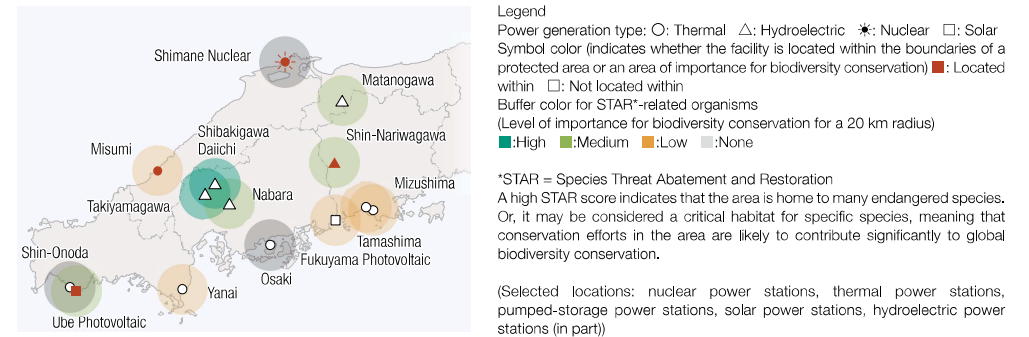 Shimane Nuclear
Matanogawa
Shibakigawa
Daiichi
Shin-Nariwagawa
Misumi
Mizushima
Nabara
Takiyamagawa
Tamashima
Shin-Onoda
Fukuyama Photovoltaic
Osaki
Yanai
Ube Photovoltaic
Legend
Power generation type: ○: Thermal △: Hydroelectric ☀: Nuclear □: Solar
Symbol color (indicates whether the facility is located within the boundaries of a
protected area or an area of importance for biodiversity conservation) ■: Located
within □: Not located within
Buffer color for STAR*-related organisms
(Level of importance for biodiversity conservation for a 20 km radius)
■:High ■:Medium ■:Low ■:None
*STAR = Species Threat Abatement and Restoration
A high STAR score indicates that the area is home to many endangered species.
Or, it may be considered a critical habitat for specific species, meaning that
conservation efforts in the area are likely to contribute significantly to global
biodiversity conservation.
(Selected locations: nuclear power stations, thermal power stations,
pumped-storage power stations, solar power stations, hydroelectric power
stations (in part))